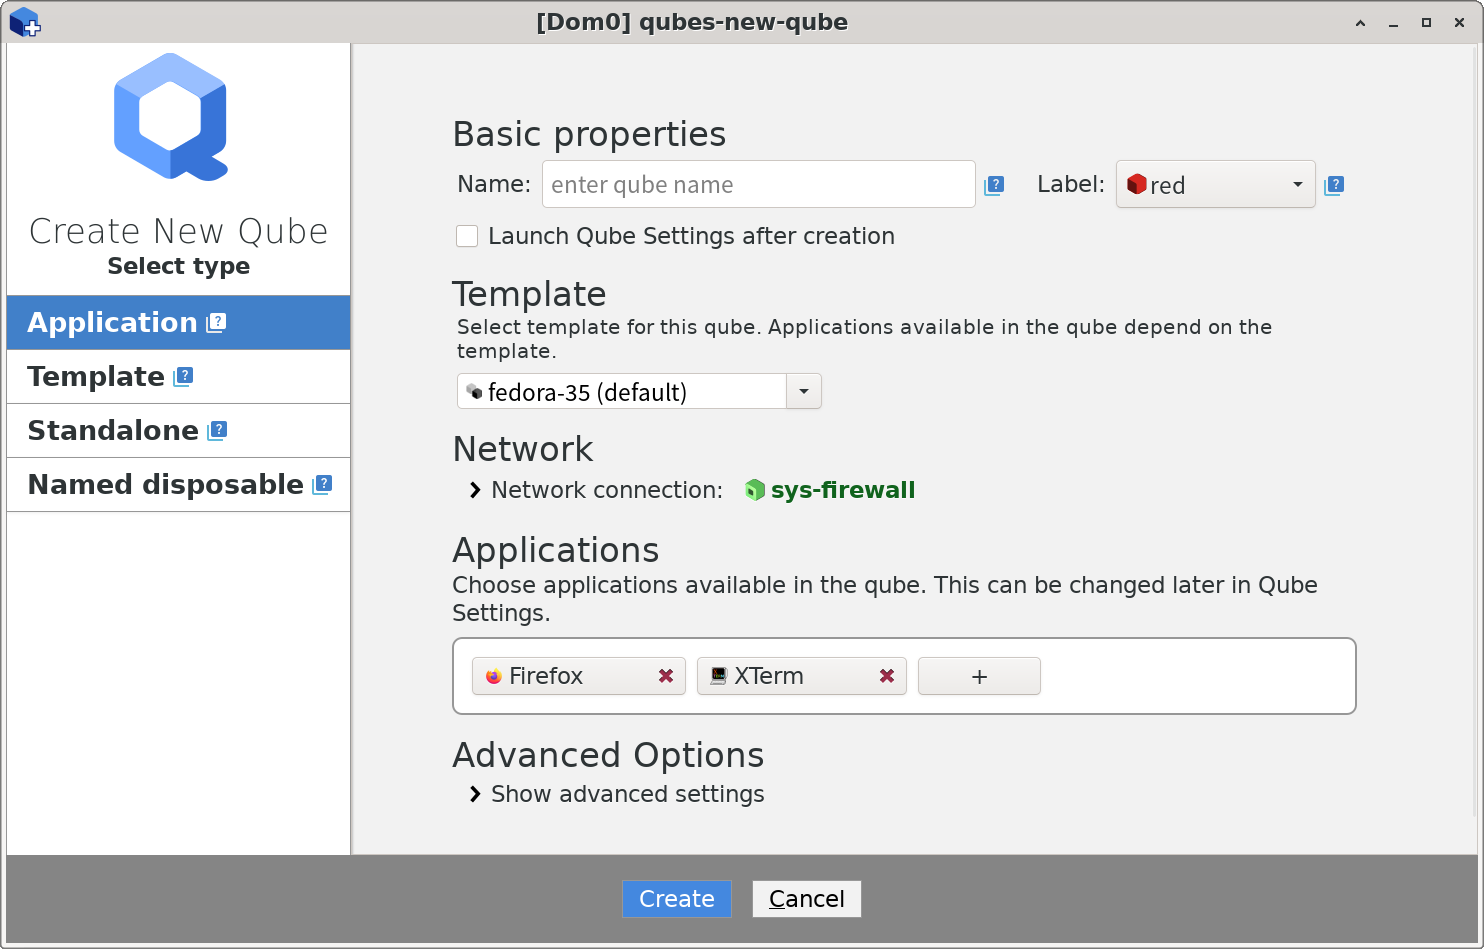 [Dom0] qubes-new-qube
Create New Qube
Select type
Application ?
Template ?
Standalone ?
Named disposable ?
Basic properties
Name: enter qube name ? Label: red ?
Launch Qube Settings after creation
Template
Select template for this qube. Applications available in the qube depend on the
template.
fedora-35 (default)
Network
Network connection: sys-firewall
Applications
Choose applications available in the qube. This can be changed later in Qube
Settings.
Firefox XTerm +
Advanced Options
Show advanced settings
Create Cancel